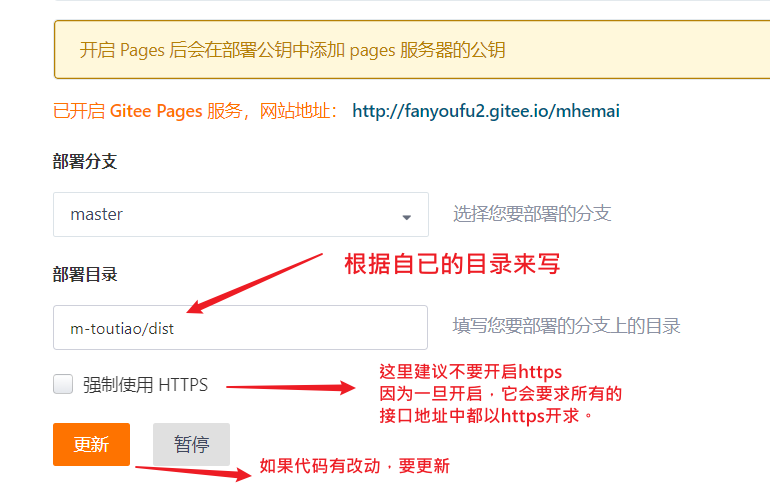 开启 Pages 后会在部署公钥中添加 pages 服务器的公钥
已开启 Gitee Pages 服务，网站地址： http://fanyoufu2.gitee.io/mhemai
部署分支
master 选择您要部署的分支
根据自已的目录来写
部署目录
m-toutiao/dist 填写您要部署的分支上的目录
强制使用 HTTPS
这里建议不要开启https
因为一旦开启，它会要求所有的
接口地址中都以https开求。
更新 暂停
如果代码有改动，要更新